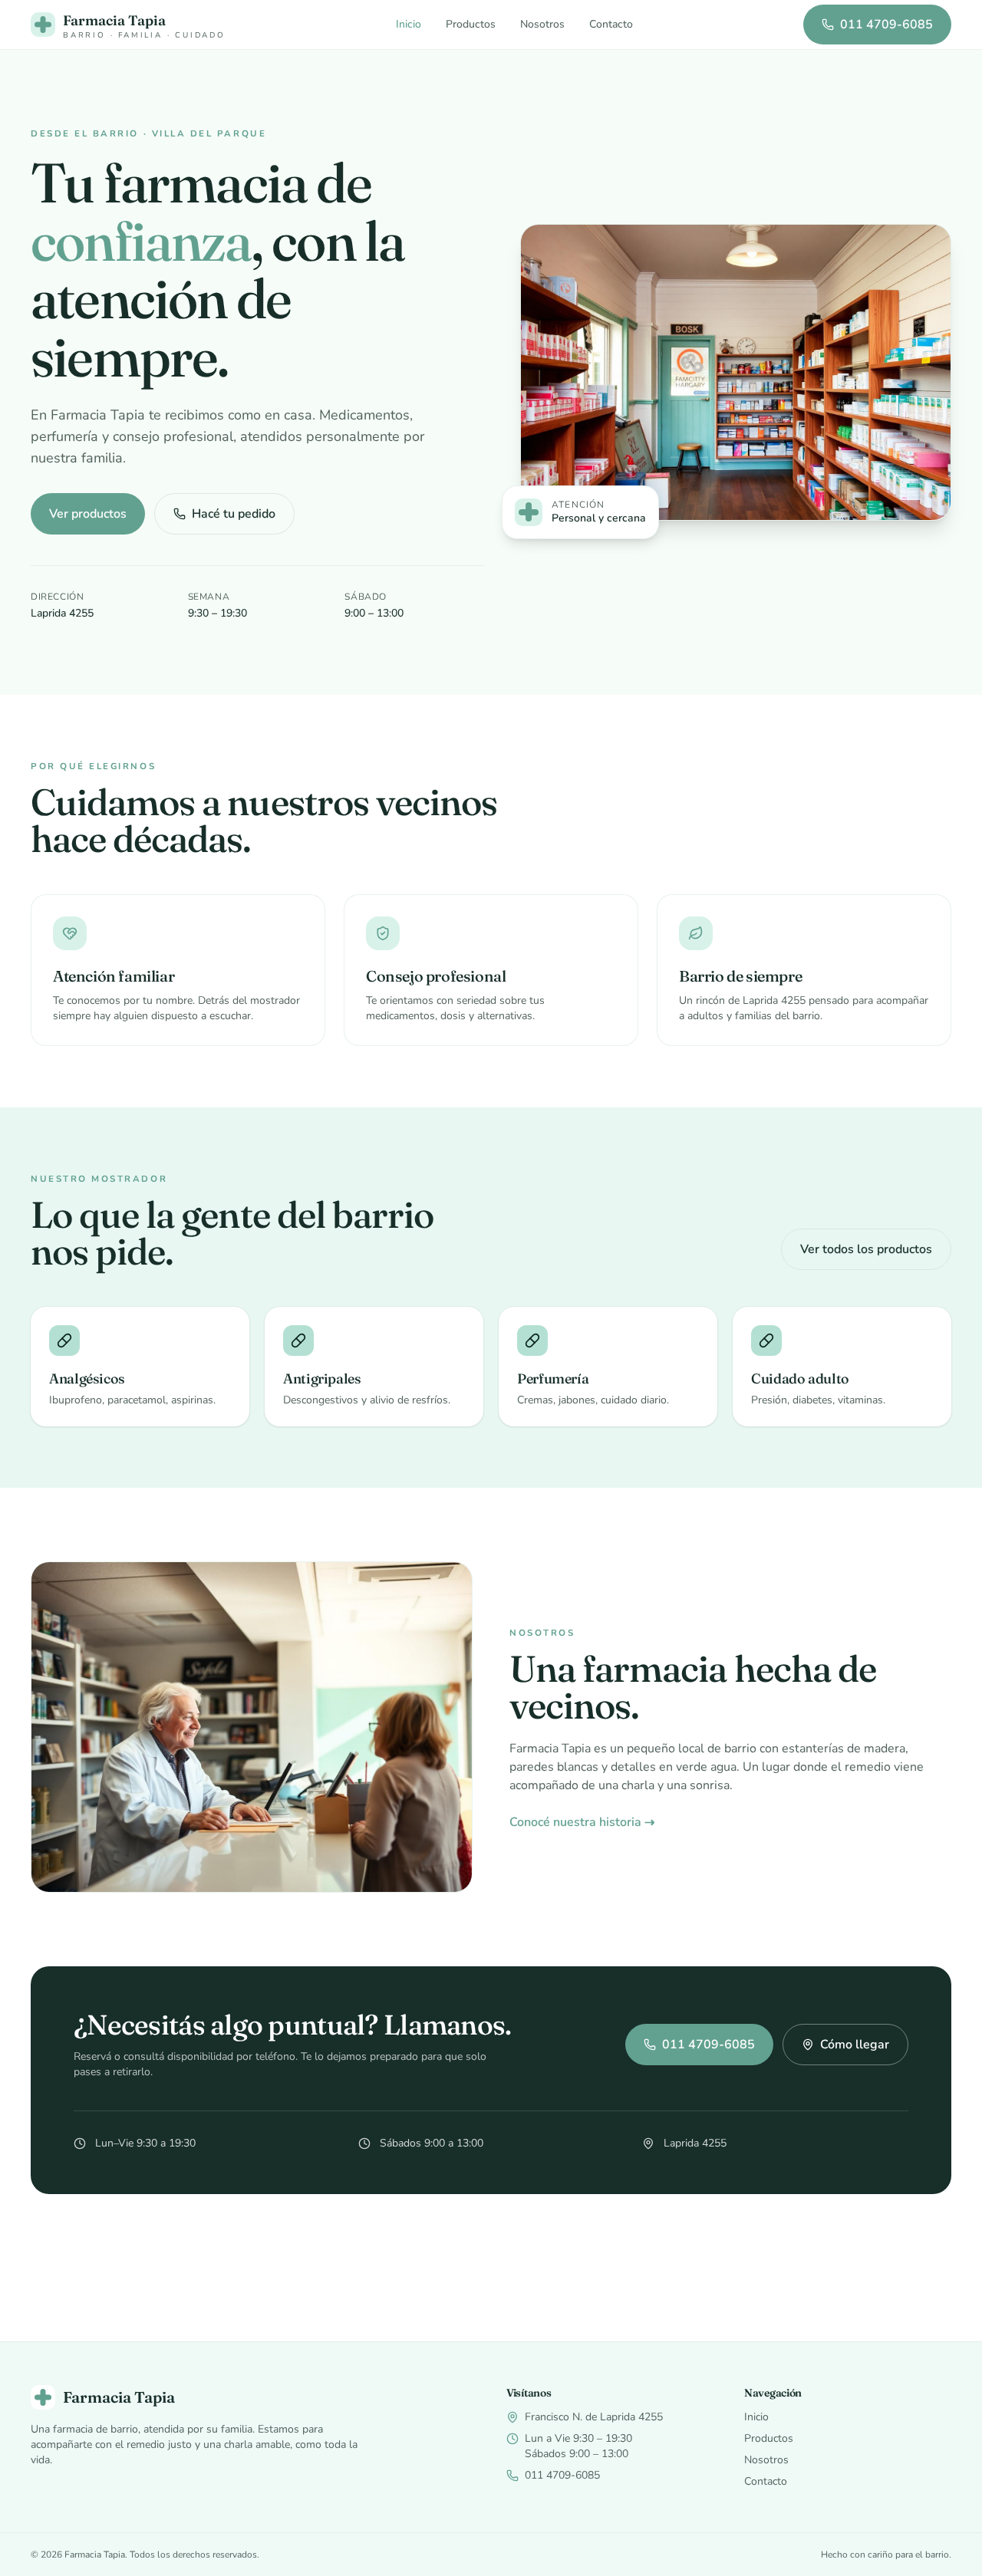 Farmacia Tapia
BARRIO · FAMILIA · CUIDADO
Inicio
Productos
Nosotros
Contacto
011 4709-6085
DESDE EL BARRIO · VILLA DEL PARQUE
Tu farmacia de
confianza, con la
atención de
siempre.
En Farmacia Tapia te recibimos como en casa. Medicamentos,
perfumería y consejo profesional, atendidos personalmente por
nuestra familia.
Ver productos
Hacé tu pedido
DIRECCIÓN
Laprida 4255
SEMANA
9:30 – 19:30
SÁBADO
9:00 – 13:00
BOSK
FAMCITY
HARGARY
ATENCIÓN
Personal y cercana
POR QUÉ ELEGIRNOS
Cuidamos a nuestros vecinos
hace décadas.
Atención familiar
Te conocemos por tu nombre. Detrás del mostrador
siempre hay alguien dispuesto a escuchar.
Consejo profesional
Te orientamos con seriedad sobre tus
medicamentos, dosis y alternativas.
Barrio de siempre
Un rincón de Laprida 4255 pensado para acompañar
a adultos y familias del barrio.
NUESTRO MOSTRADOR
Lo que la gente del barrio
nos pide.
Ver todos los productos
Analgésicos
Ibuprofeno, paracetamol, aspirinas.
Antigripales
Descongestivos y alivio de resfríos.
Perfumería
Cremas, jabones, cuidado diario.
Cuidado adulto
Presión, diabetes, vitaminas.
NOSOTROS
Una farmacia hecha de
vecinos.
Farmacia Tapia es un pequeño local de barrio con estanterías de madera,
paredes blancas y detalles en verde agua. Un lugar donde el remedio viene
acompañado de una charla y una sonrisa.
Conocé nuestra historia →
¿Necesitás algo puntual? Llamanos.
Reservá o consultá disponibilidad por teléfono. Te lo dejamos preparado para que solo
pases a retirarlo.
011 4709-6085
Cómo llegar
Lun–Vie 9:30 a 19:30
Sábados 9:00 a 13:00
Laprida 4255
Farmacia Tapia
Una farmacia de barrio, atendida por su familia. Estamos para
acompañarte con el remedio justo y una charla amable, como toda la
vida.
Visítanos
Francisco N. de Laprida 4255
Lun a Vie 9:30 – 19:30
Sábados 9:00 – 13:00
011 4709-6085
Navegación
Inicio
Productos
Nosotros
Contacto
© 2026 Farmacia Tapia. Todos los derechos reservados.
Hecho con cariño para el barrio.